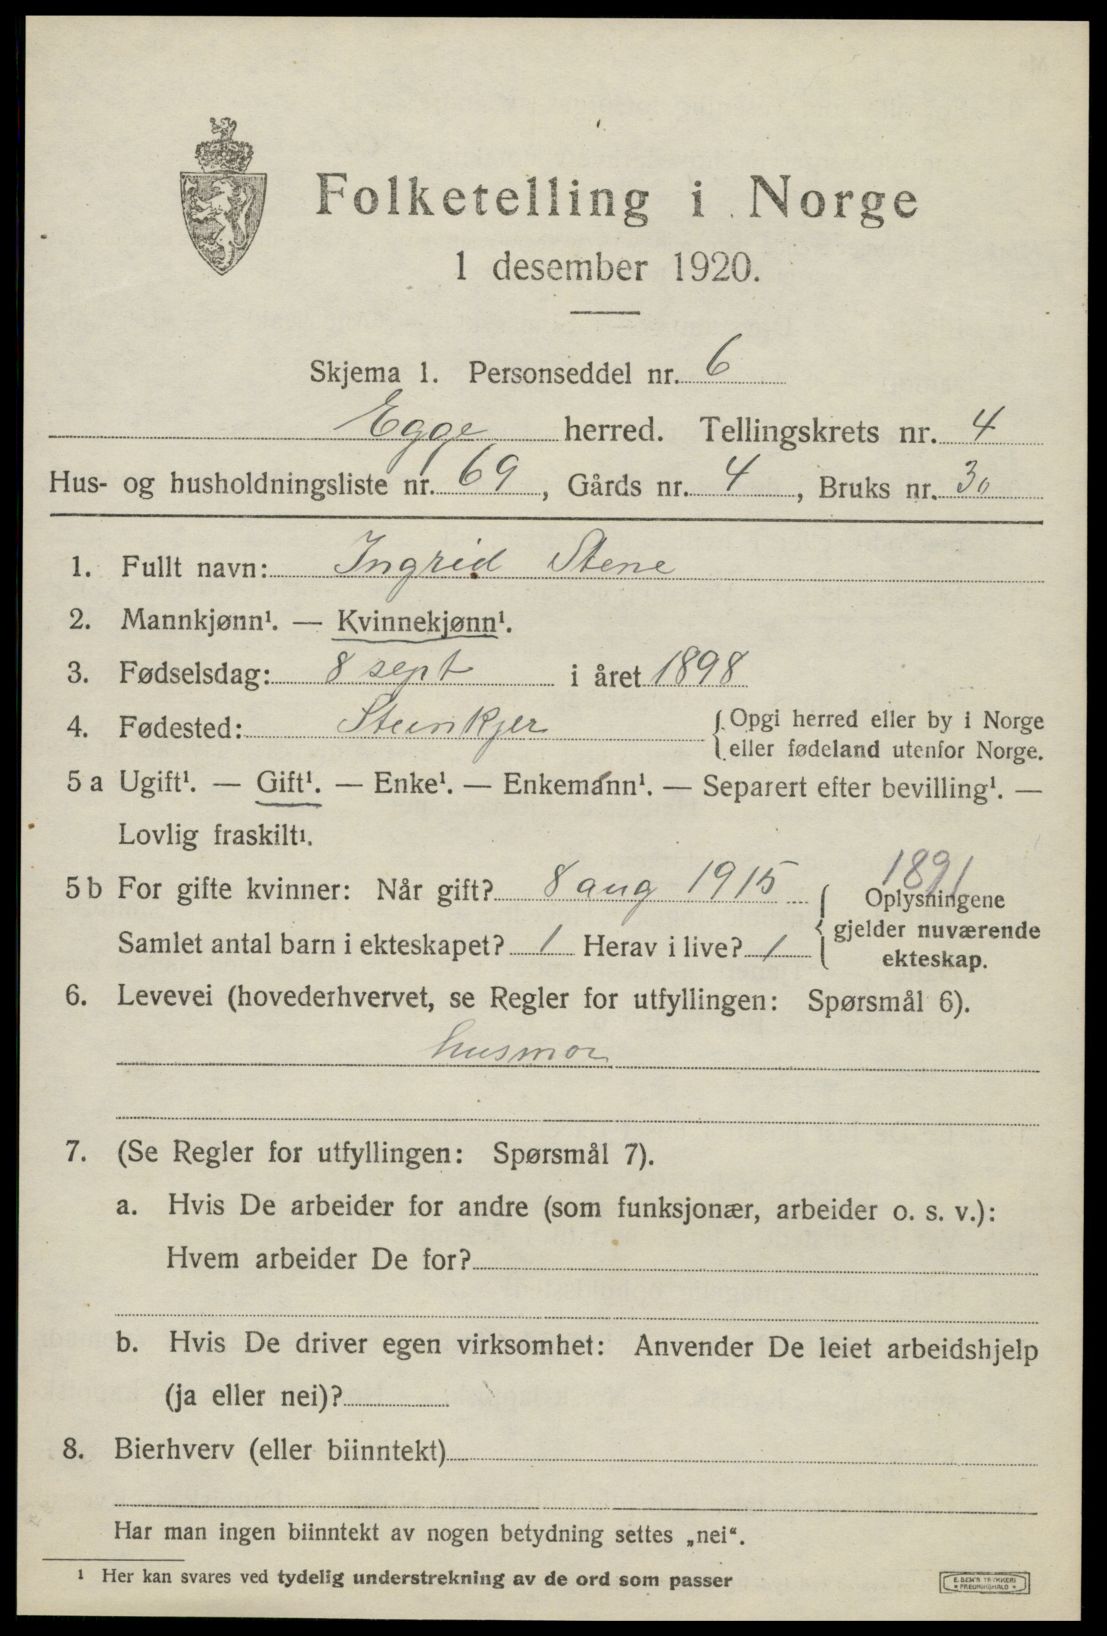 Folketelling i Norge
1 desember 1920.
Skjema 1. Personseddel nr. 6
Egge herred. Tellingskrets nr. 4
Hus- og husholdningsliste nr. 69, Gårds nr. 4, Bruks nr. 30
1. Fullt navn: Ingrid Stene
2. Mannkjønn¹. — Kvinnekjønn¹.
3. Fødselsdag: 8 sept i året 1898
4. Fødested: Steinkjer { Opgi herred eller by i Norge
eller fødeland utenfor Norge.
5 a Ugift¹. — Gift¹. — Enke¹. — Enkemann¹. — Separert efter bevilling¹. —
Lovlig fraskilt¹.
1891
5 b For gifte kvinner: Når gift? 8 aug 1915 { Oplysningene
gjelder nuværende
Samlet antal barn i ekteskapet? 1 Herav i live? 1
ekteskap.
6. Levevei (hovederhvervet, se Regler for utfyllingen: Spørsmål 6).
husmor
7. (Se Regler for utfyllingen: Spørsmål 7).
a. Hvis De arbeider for andre (som funksjonær, arbeider o. s. v.):
Hvem arbeider De for?
b. Hvis De driver egen virksomhet: Anvender De leiet arbeidshjelp
(ja eller nei)?
8. Bierhverv (eller biinntekt)
Har man ingen biinntekt av nogen betydning settes „nei“.
¹ Her kan svares ved tydelig understrekning av de ord som passer